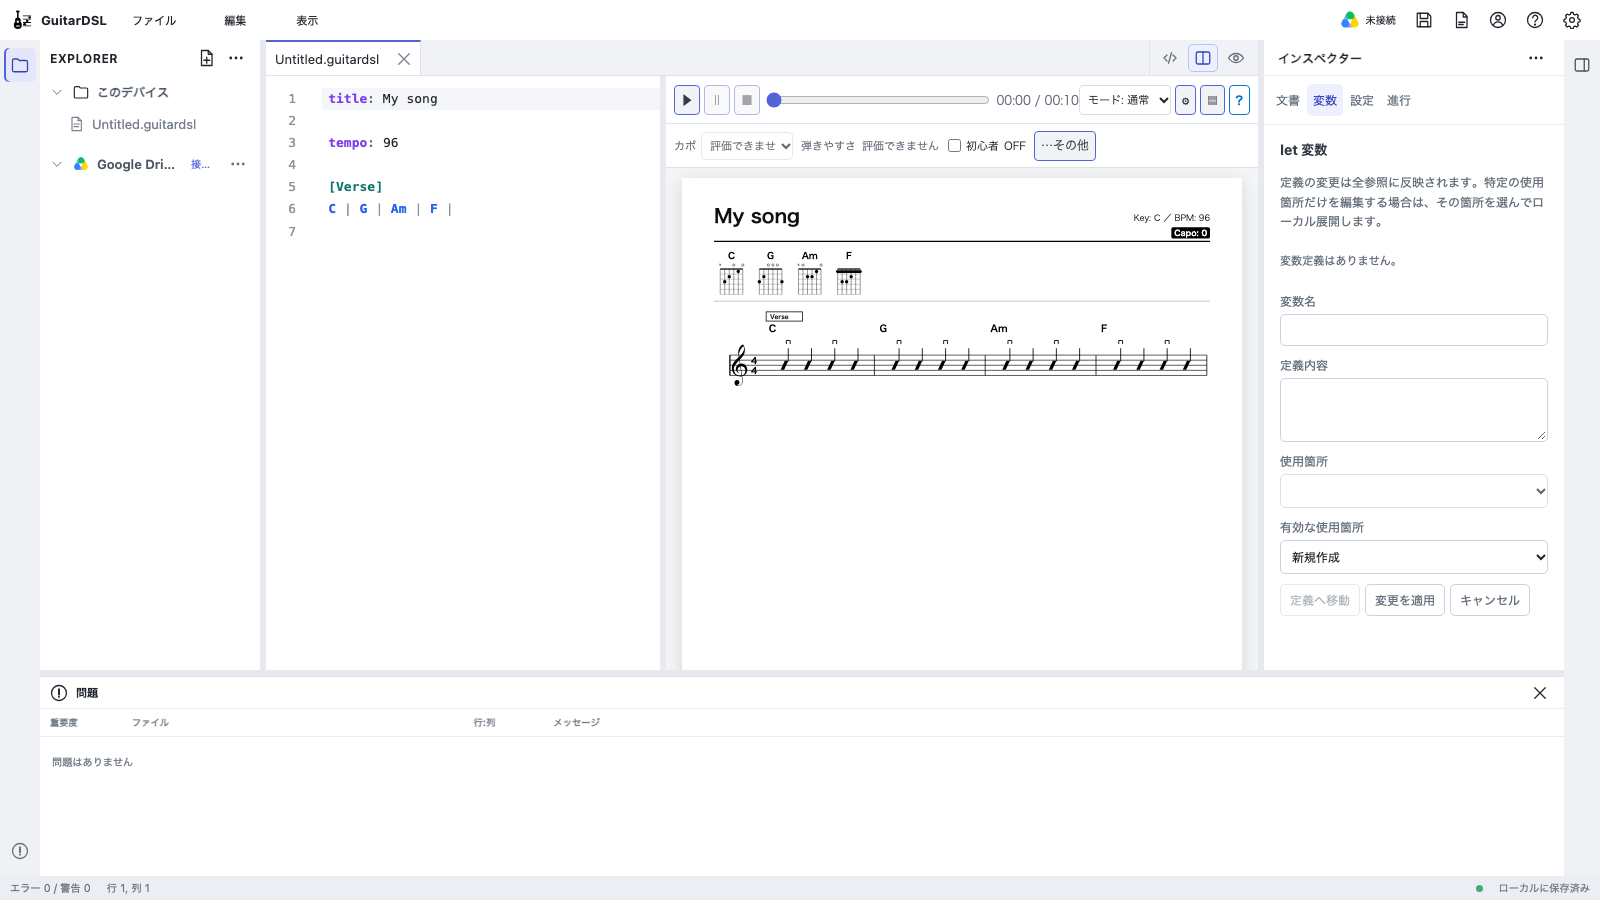 GuitarDSL ファイル 編集 表示 未接続
EXPLORER
このデバイス
Untitled.guitardsl
Google Dri... 接...
Untitled.guitardsl
1 title: My song
2
3 tempo: 96
4
5 [Verse]
6 C | G | Am | F |
7
00:00 / 00:10 モード: 通常 ?
カポ 評価できませ 弾きやすさ 評価できません 初心者 OFF …その他
My song
Key: C ／ BPM: 96
Capo: 0
C G Am F
Verse
C G Am F
4
4
インスペクター
文書 変数 設定 進行
let 変数
定義の変更は全参照に反映されます。特定の使用
箇所だけを編集する場合は、その箇所を選んでロ
ーカル展開します。
変数定義はありません。
変数名
定義内容
使用箇所
有効な使用箇所
新規作成
定義へ移動 変更を適用 キャンセル
問題
重要度 ファイル 行:列 メッセージ
問題はありません
エラー 0 / 警告 0 行 1, 列 1 ローカルに保存済み